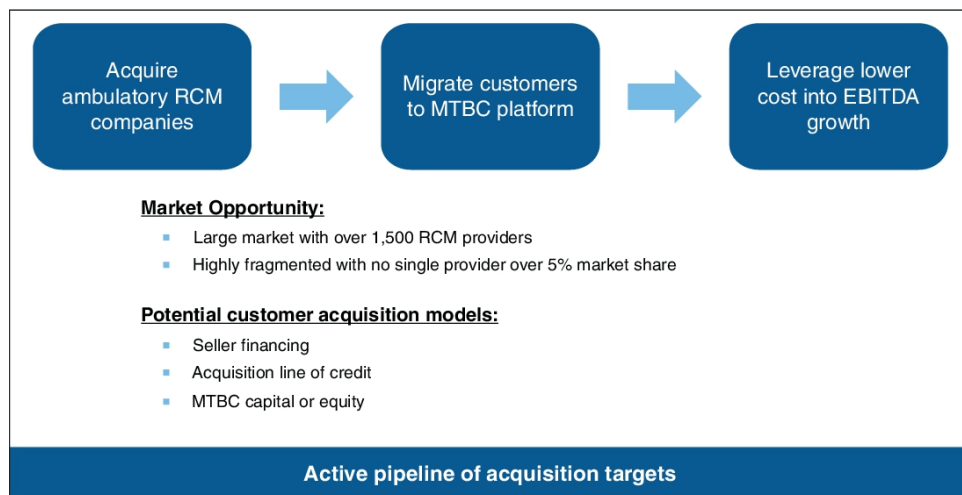 Acquire
ambulatory RCM
companies
Migrate customers
to MTBC platform
Leverage lower
cost into EBITDA
growth
Market Opportunity:
Large market with over 1,500 RCM providers
Highly fragmented with no single provider over 5% market share
Potential customer acquisition models:
Seller financing
Acquisition line of credit
MTBC capital or equity
Active pipeline of acquisition targets